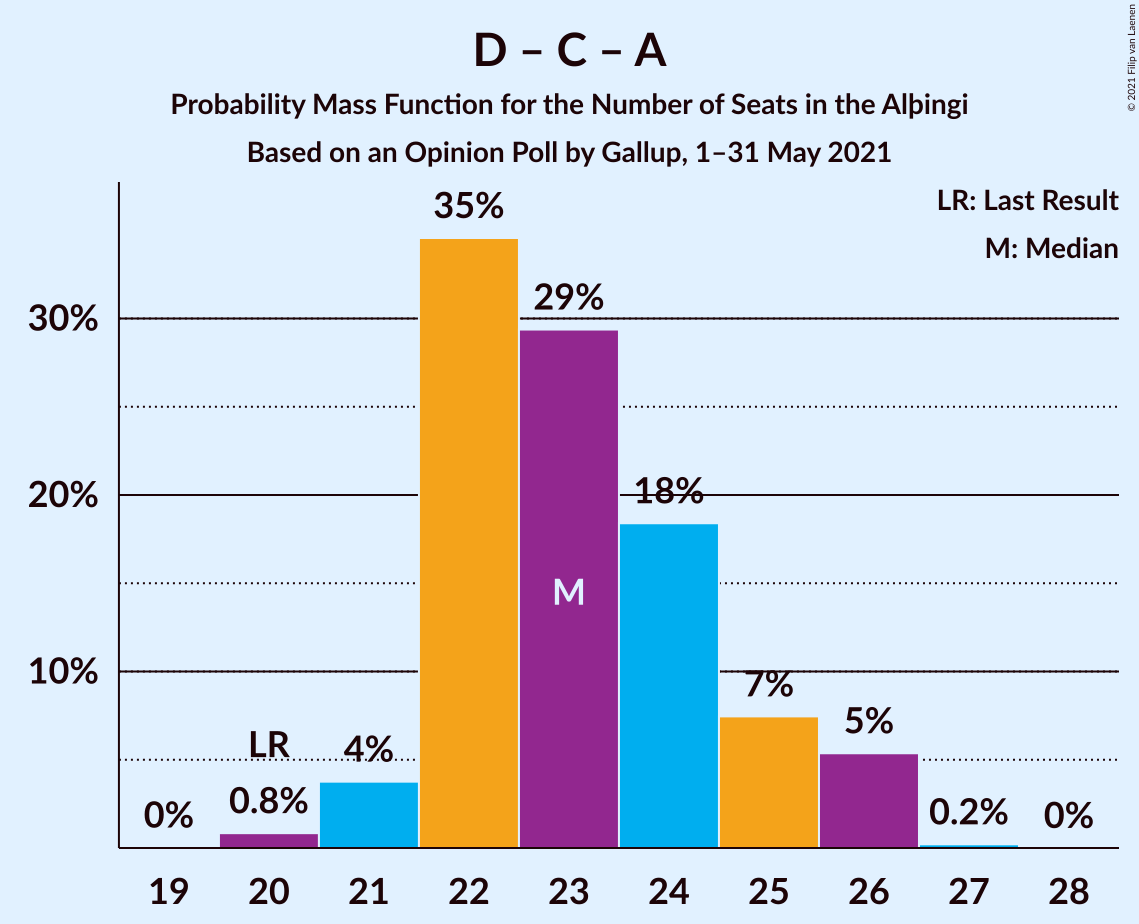 D – C – A
Probability Mass Function for the Number of Seats in the Alþingi
Based on an Opinion Poll by Gallup, 1–31 May 2021
© 2021 Filip van Laenen
LR: Last Result
M: Median
35%
29%
30%
18%
20%
M
10%
7%
5%
LR
4%
0%
0.8%
0.2%
0%
19 20 21 22 23 24 25 26 27 28